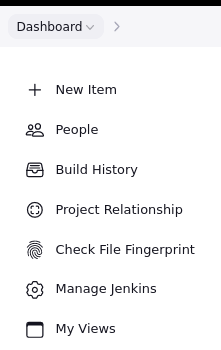 Dashboard
New Item
People
Build History
Project Relationship
Check File Fingerprint
Manage Jenkins
My Views